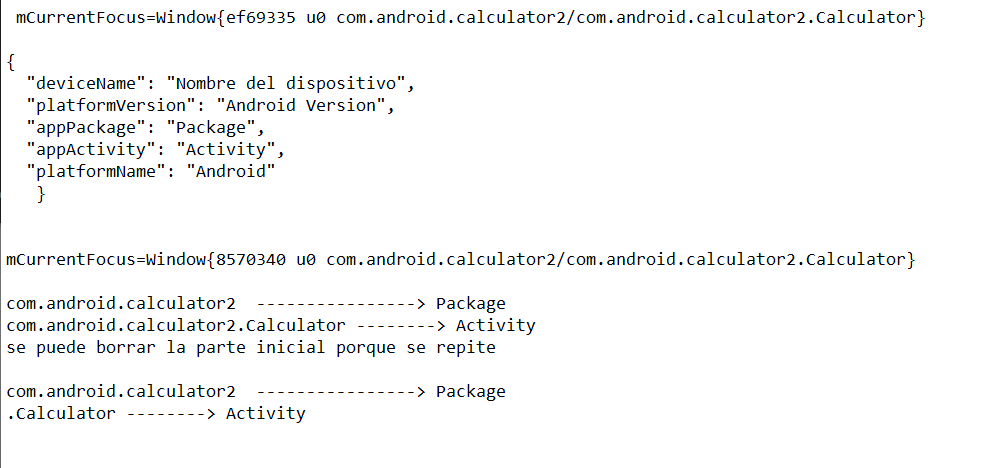 mCurrentFocus=Window{ef69335 u0 com.android.calculator2/com.android.calculator2.Calculator}
{
"deviceName": "Nombre del dispositivo",
"platformVersion": "Android Version",
"appPackage": "Package",
"appActivity": "Activity",
"platformName": "Android"
}
mCurrentFocus=Window{8570340 u0 com.android.calculator2/com.android.calculator2.Calculator}
com.android.calculator2 ----------------> Package
com.android.calculator2.Calculator --------> Activity
se puede borrar la parte inicial porque se repite
com.android.calculator2 ----------------> Package
.Calculator --------> Activity